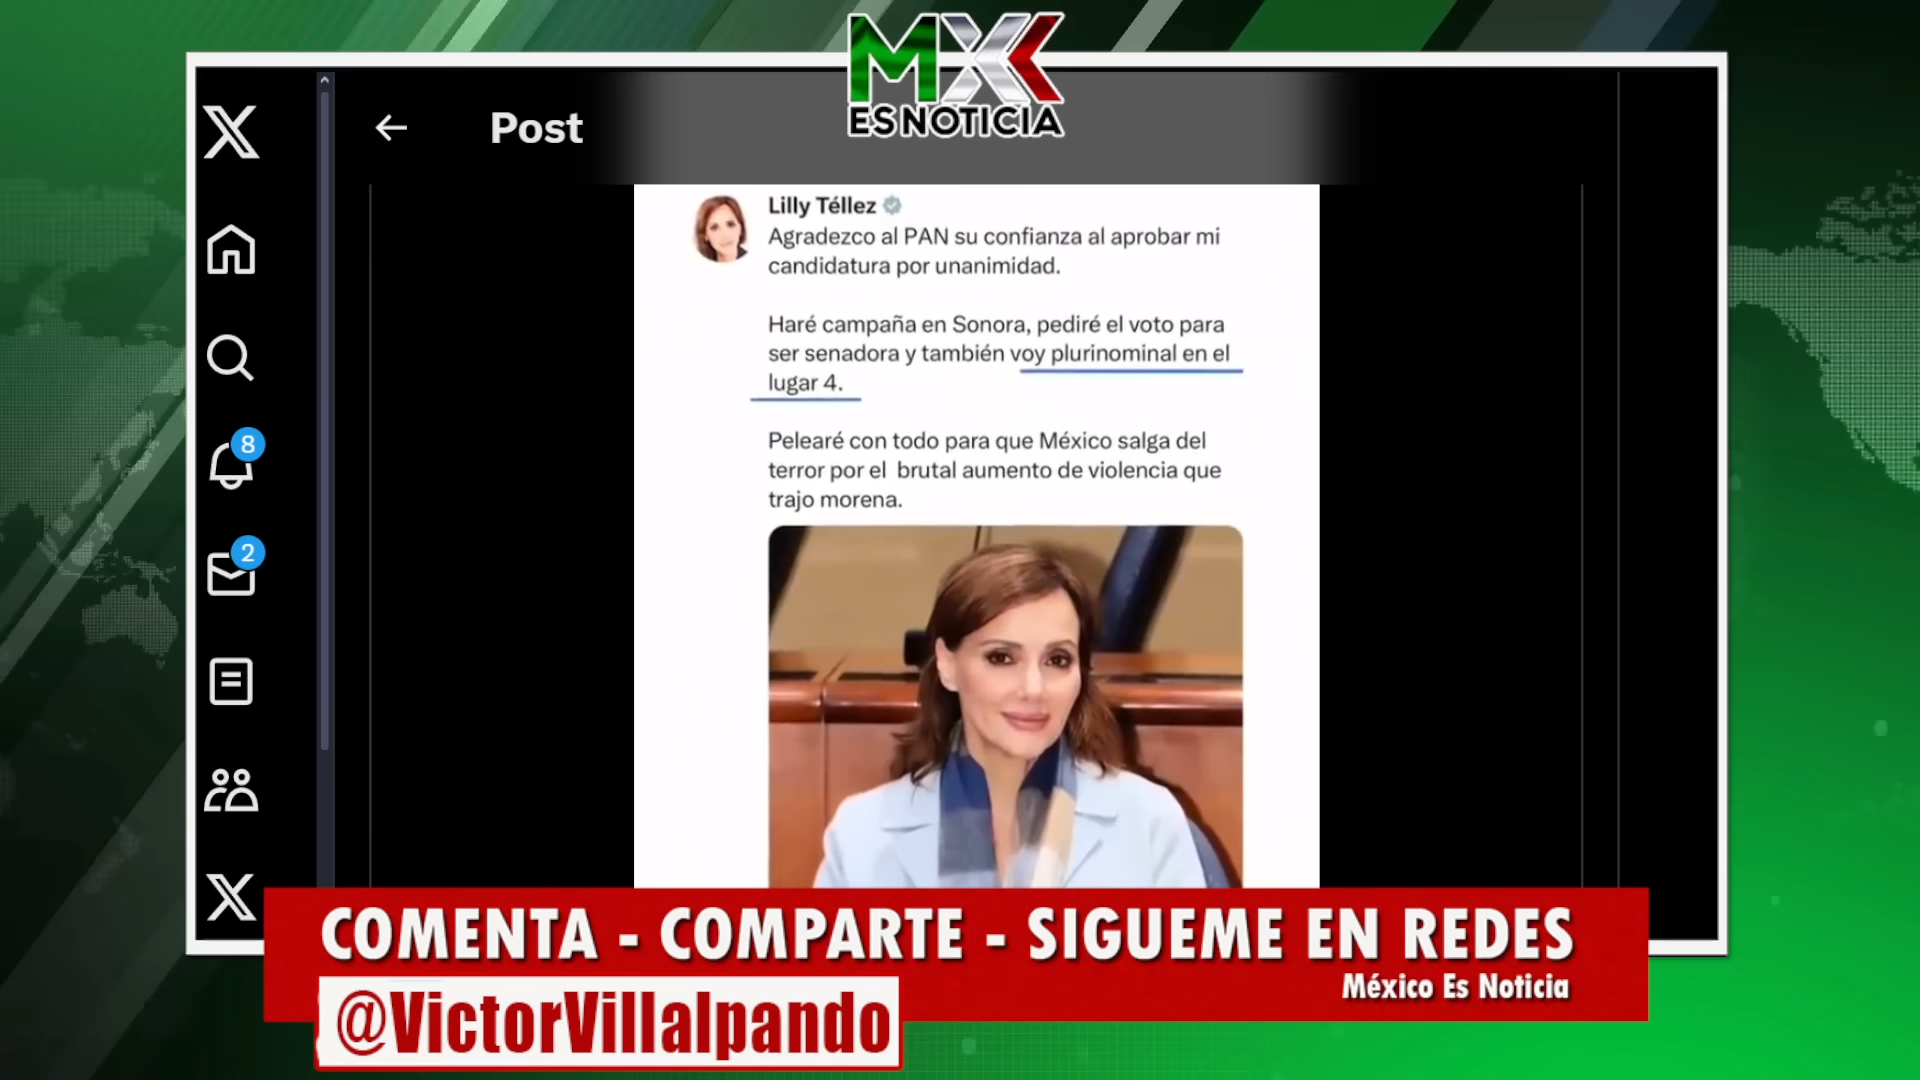 MX
ES NOTICIA
Post
Lilly Téllez
Agradezco al PAN su confianza al aprobar mi
candidatura por unanimidad.
Haré campaña en Sonora, pediré el voto para
ser senadora y también voy plurinominal en el
lugar 4.
Pelearé con todo para que México salga del
terror por el brutal aumento de violencia que
trajo morena.
8
2
COMENTA - COMPARTE - SIGUEME EN REDES
México Es Noticia
@VictorVillalpando